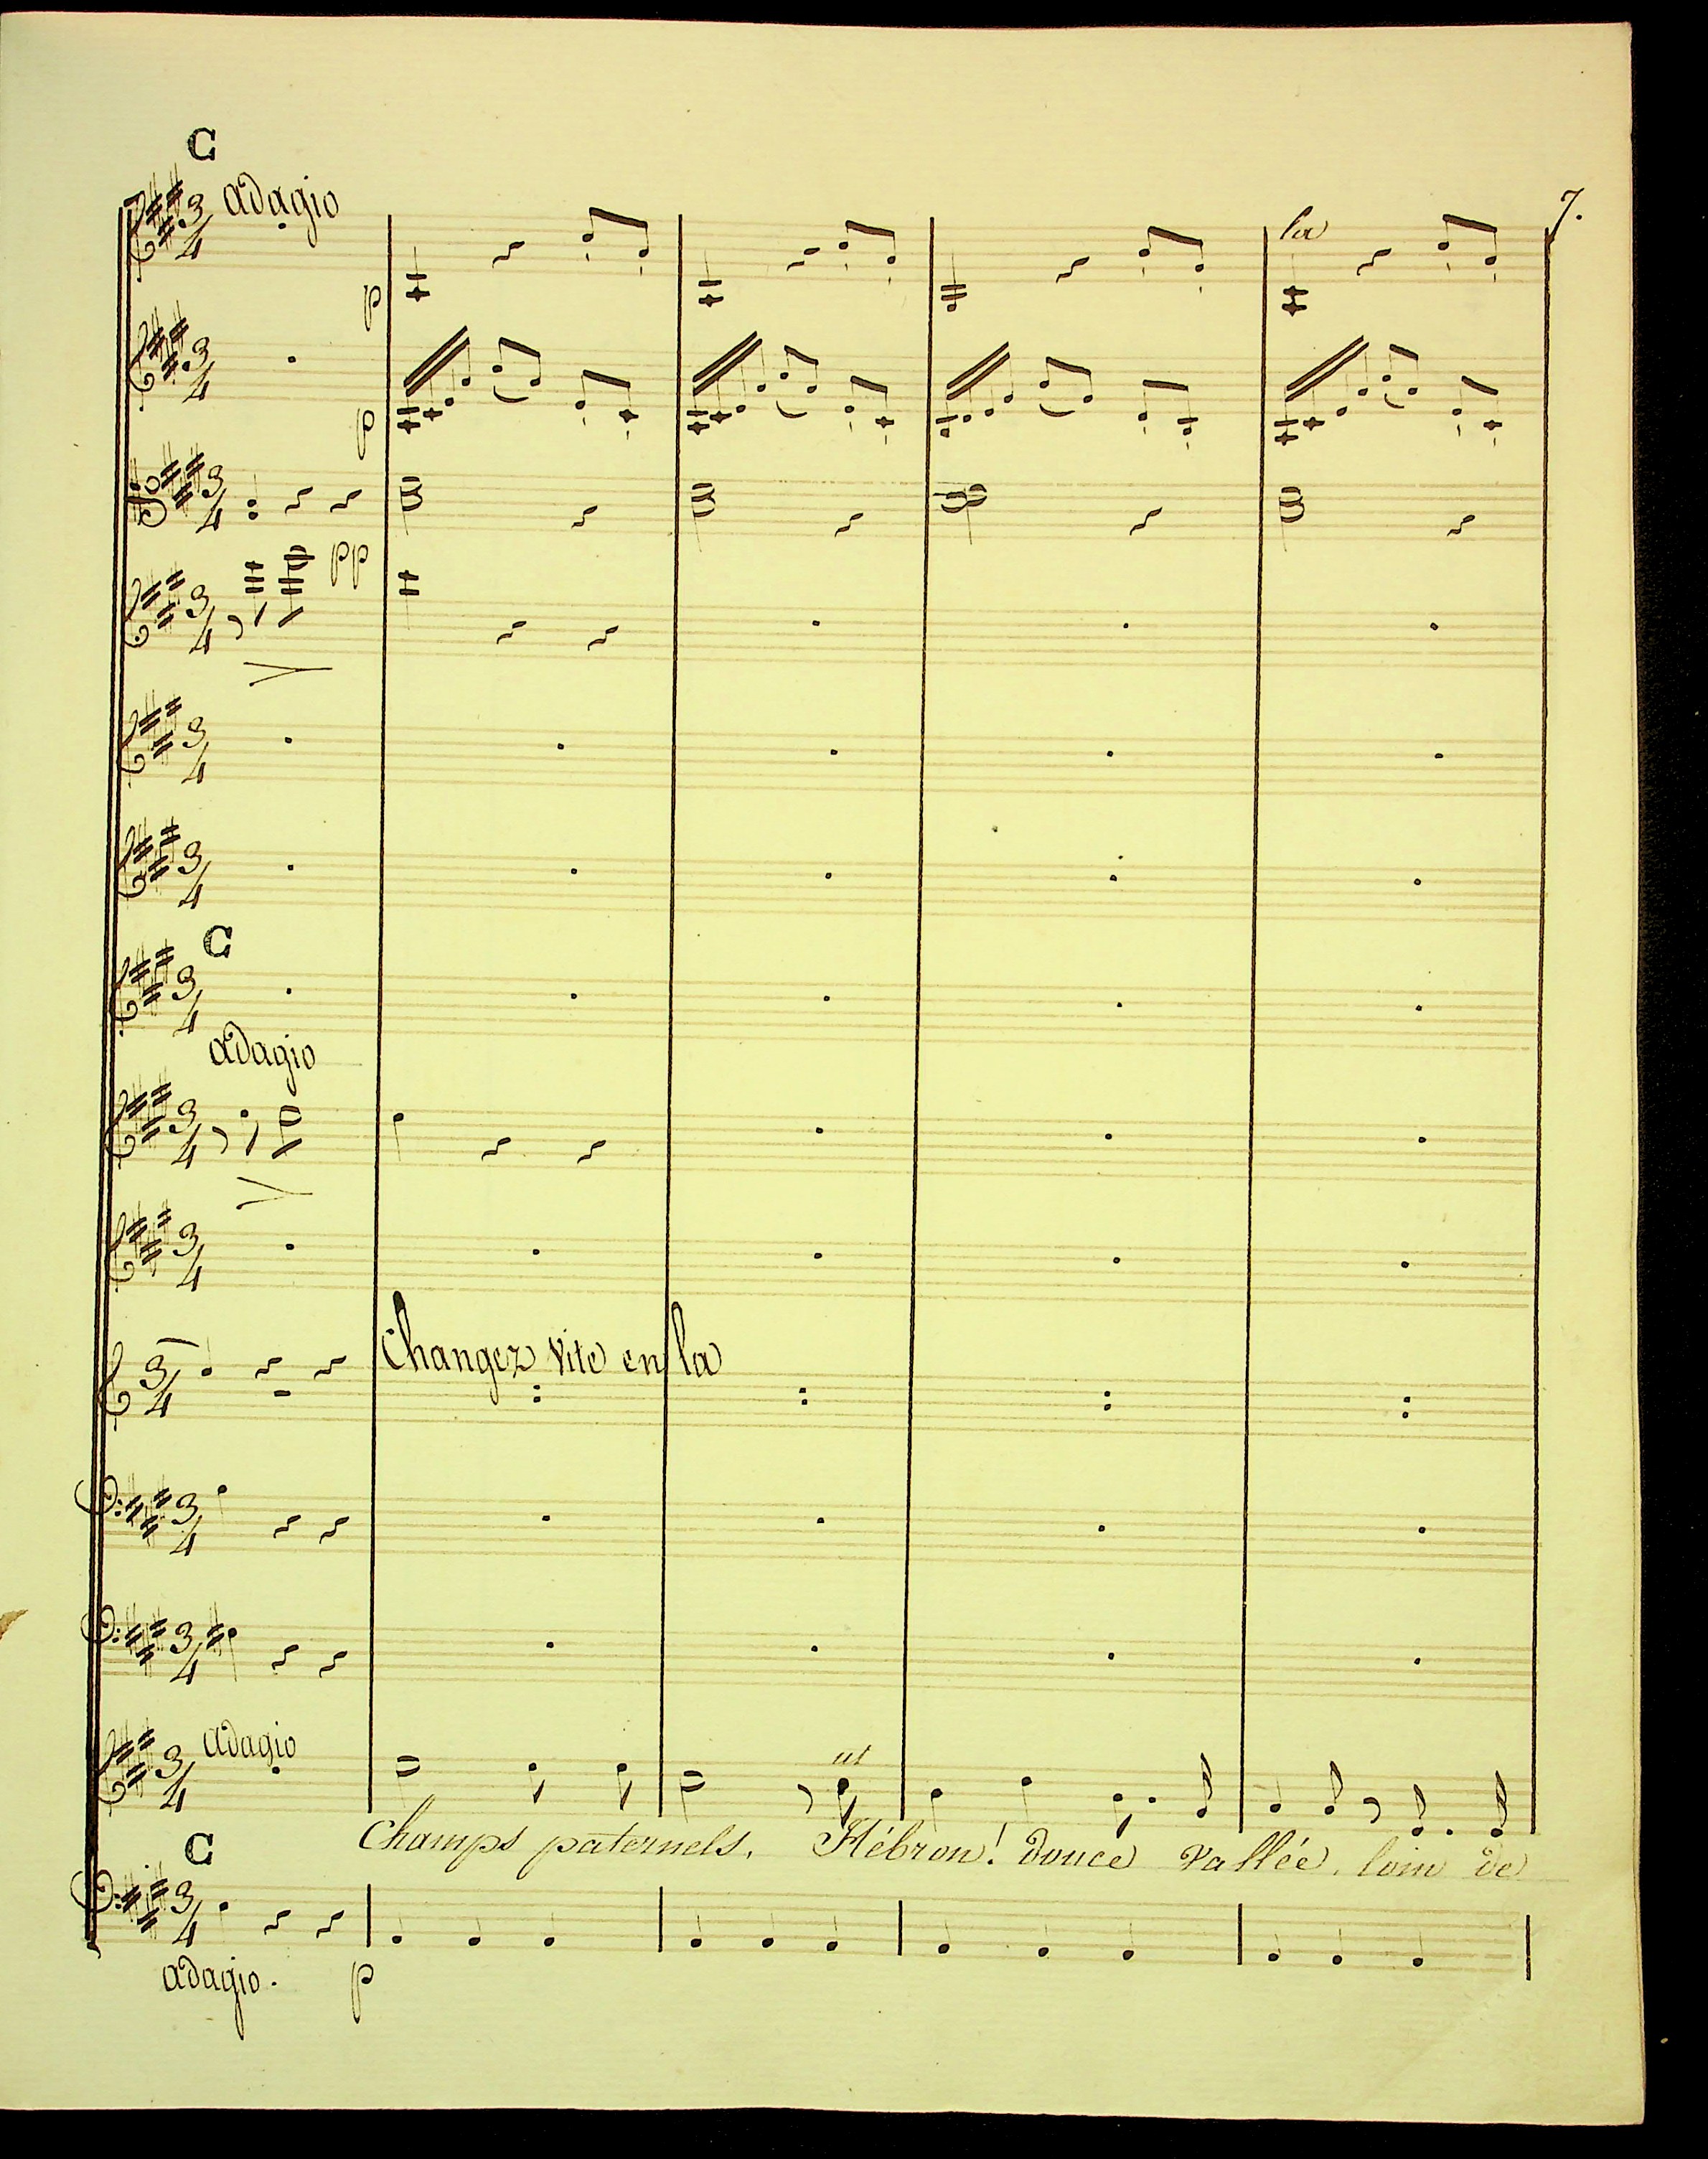 C
adagio
7.
la
p
p
pp
C
adagio
Changez vite en la
adagio
ut
Champs paternels, Hébron! douce vallée, loin de
C
adagio. p